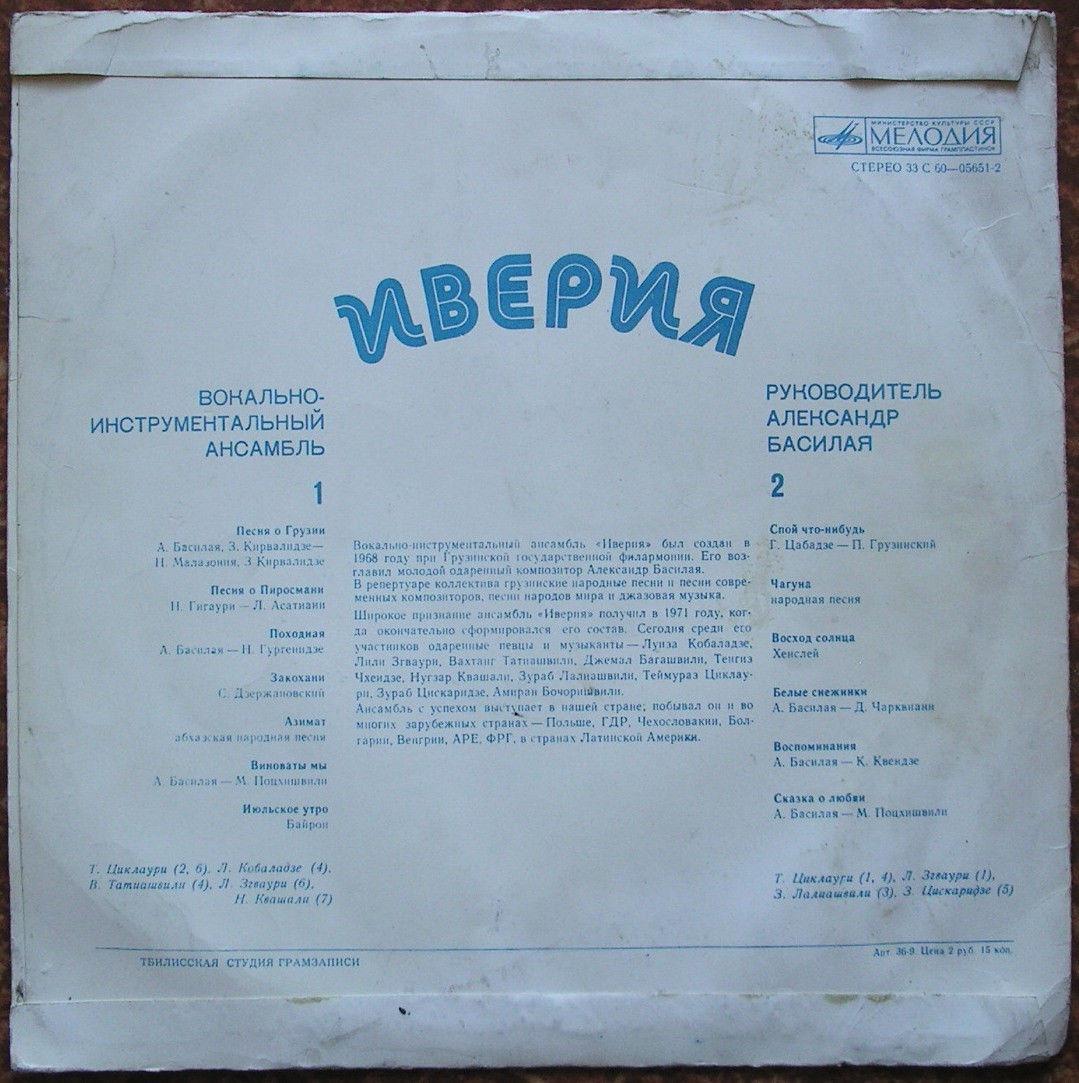 МИНИСТЕРСТВО КУЛЬТУРЫ СССР
МЕЛОДИЯ
ВСЕСОЮЗНАЯ ФИРМА ГРАМПЛАСТИНОК
СТЕРЕО 33 С 60—05651-2
ИВЕРИЯ
ВОКАЛЬНО-
ИНСТРУМЕНТАЛЬНЫЙ
АНСАМБЛЬ
1
Песня о Грузии
А. Басилая, З. Кирвалидзе—
Н. Малазония, З Кирвалидзе
Песня о Пиросмани
Н. Гигаури — Л. Асатиани
Походная
А. Басилая — Н. Гургенидзе
Закохани
С. Дзержановский
Азимат
абхазская народная песня
Виноваты мы
А. Басилая — М. Поцхишвили
Июльское утро
Байрон
Т. Циклаури (2, 6), Л. Кобаладзе (4),
В. Татиашвили (4), Л. Згваури (6),
Н. Квашали (7)
Вокально-инструментальный ансамбль «Иверия» был создан в
1968 году при Грузинской государственной филармонии. Его воз-
главил молодой одаренный композитор Александр Басилая.
В репертуаре коллектива грузинские народные песни и песни совре-
менных композиторов, песни народов мира и джазовая музыка.
Широкое признание ансамбль «Иверия» получил в 1971 году, ког-
да окончательно сформировался его состав. Сегодня среди его
участников одаренные певцы и музыканты — Луиза Кобаладзе,
Лили Згваури, Вахтанг Татиашвили, Джемал Багашвили, Тенгиз
Чхеидзе, Нугзар Квашали, Зураб Лалиашвили, Теймураз Циклау-
ри, Зураб Цискаридзе, Амиран Бочоришвили.
Ансамбль с успехом выступает в нашей стране; побывал он и во
многих зарубежных странах — Польше, ГДР, Чехословакии, Бол-
гарии, Венгрии, АРЕ, ФРГ, в странах Латинской Америки.
РУКОВОДИТЕЛЬ
АЛЕКСАНДР
БАСИЛАЯ
2
Спой что-нибудь
Г. Цабадзе — П. Грузинский
Чагуна
народная песня
Восход солнца
Хенслей
Белые снежинки
А. Басилая — Д. Чарквиани
Воспоминания
А. Басилая — К. Квендзе
Сказка о любви
А. Басилая — М. Поцхишвили
Т. Циклаури (1, 4), Л. Згваури (1),
З. Лалиашвили (3), З. Цискаридзе (5)
ТБИЛИССКАЯ СТУДИЯ ГРАМЗАПИСИ
Арт. 36-9. Цена 2 руб. 15 коп.